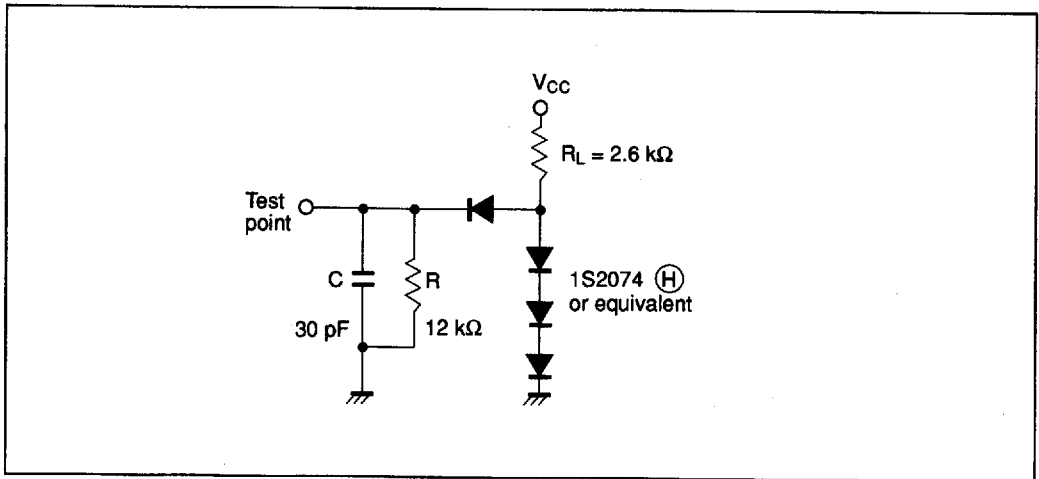 VCC
RL = 2.6 kΩ
Test
point
C
R
1S2074 Ⓗ
or equivalent
30 pF
12 kΩ